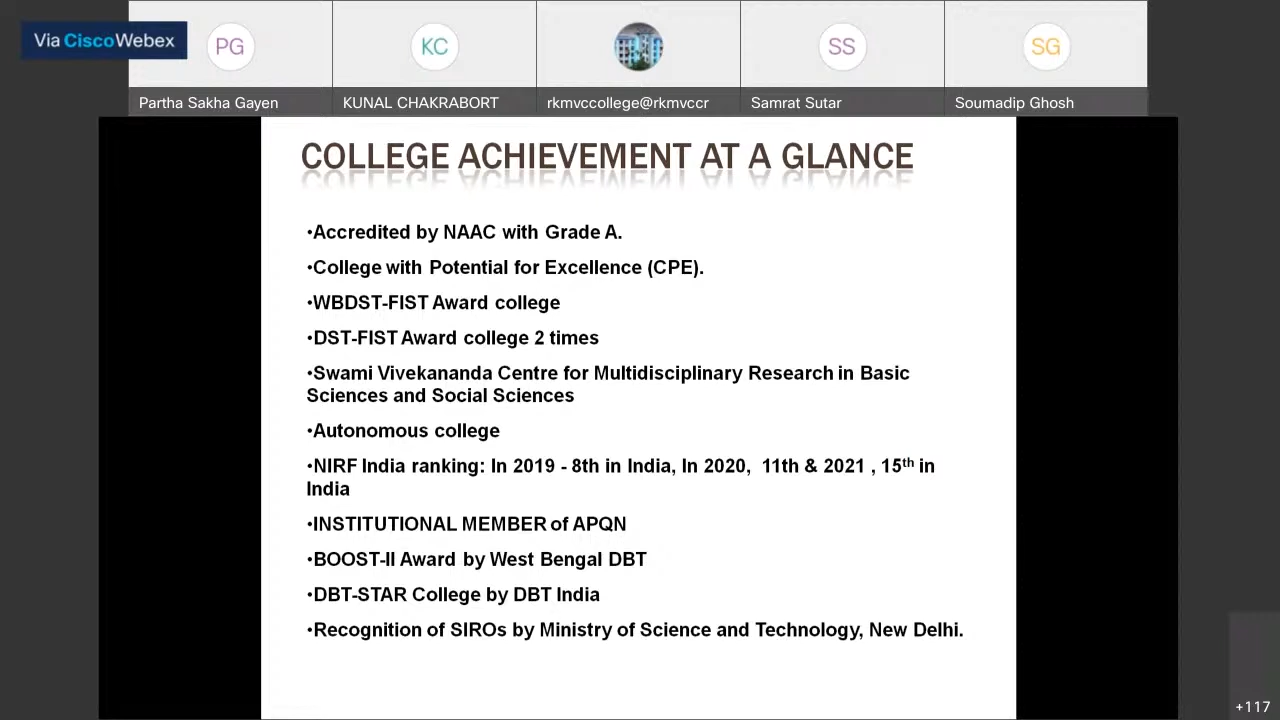 Via Cisco Webex
PG
KC
SS
SG
Partha Sakha Gayen
KUNAL CHAKRABORT
rkmvccollege@rkmvccr
Samrat Sutar
Soumadip Ghosh
COLLEGE ACHIEVEMENT AT A GLANCE
•Accredited by NAAC with Grade A.
•College with Potential for Excellence (CPE).
•WBDST-FIST Award college
•DST-FIST Award college 2 times
•Swami Vivekananda Centre for Multidisciplinary Research in Basic
Sciences and Social Sciences
•Autonomous college
•NIRF India ranking: In 2019 - 8th in India, In 2020, 11th & 2021 , 15th in
India
•INSTITUTIONAL MEMBER of APQN
•BOOST-II Award by West Bengal DBT
•DBT-STAR College by DBT India
•Recognition of SIROs by Ministry of Science and Technology, New Delhi.
+117